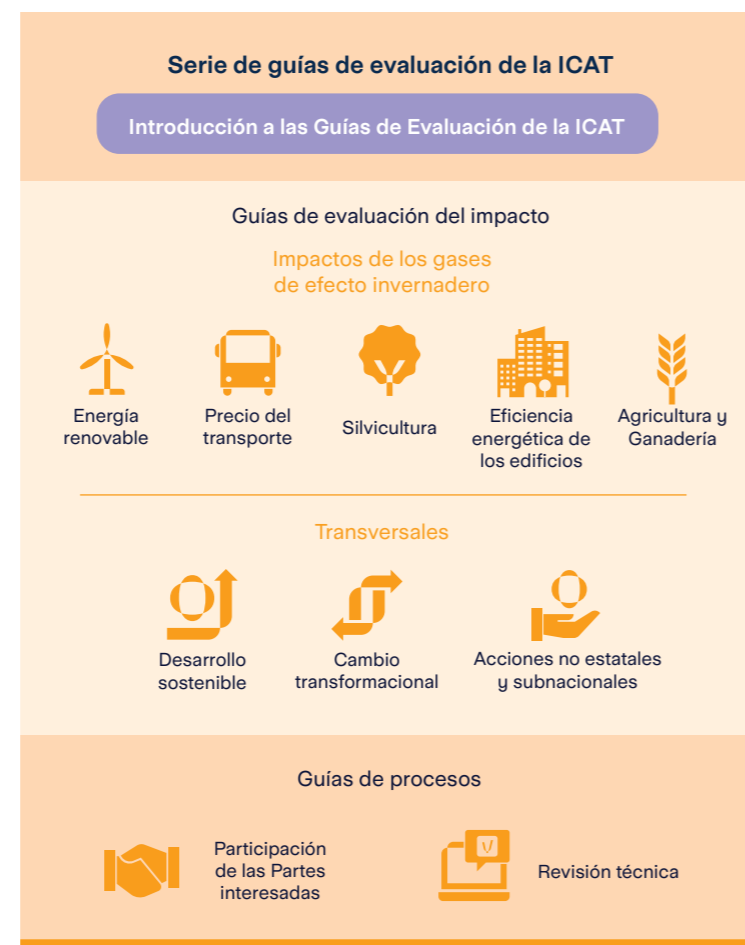 Serie de guías de evaluación de la ICAT
Introducción a las Guías de Evaluación de la ICAT
Guías de evaluación del impacto
Impactos de los gases
de efecto invernadero
Energía
renovable
Precio del
transporte
Silvicultura
Eficiencia
energética de
los edificios
Agricultura y
Ganadería
Transversales
Desarrollo
sostenible
Cambio
transformacional
Acciones no estatales
y subnacionales
Guías de procesos
Participación
de las Partes
interesadas
Revisión técnica